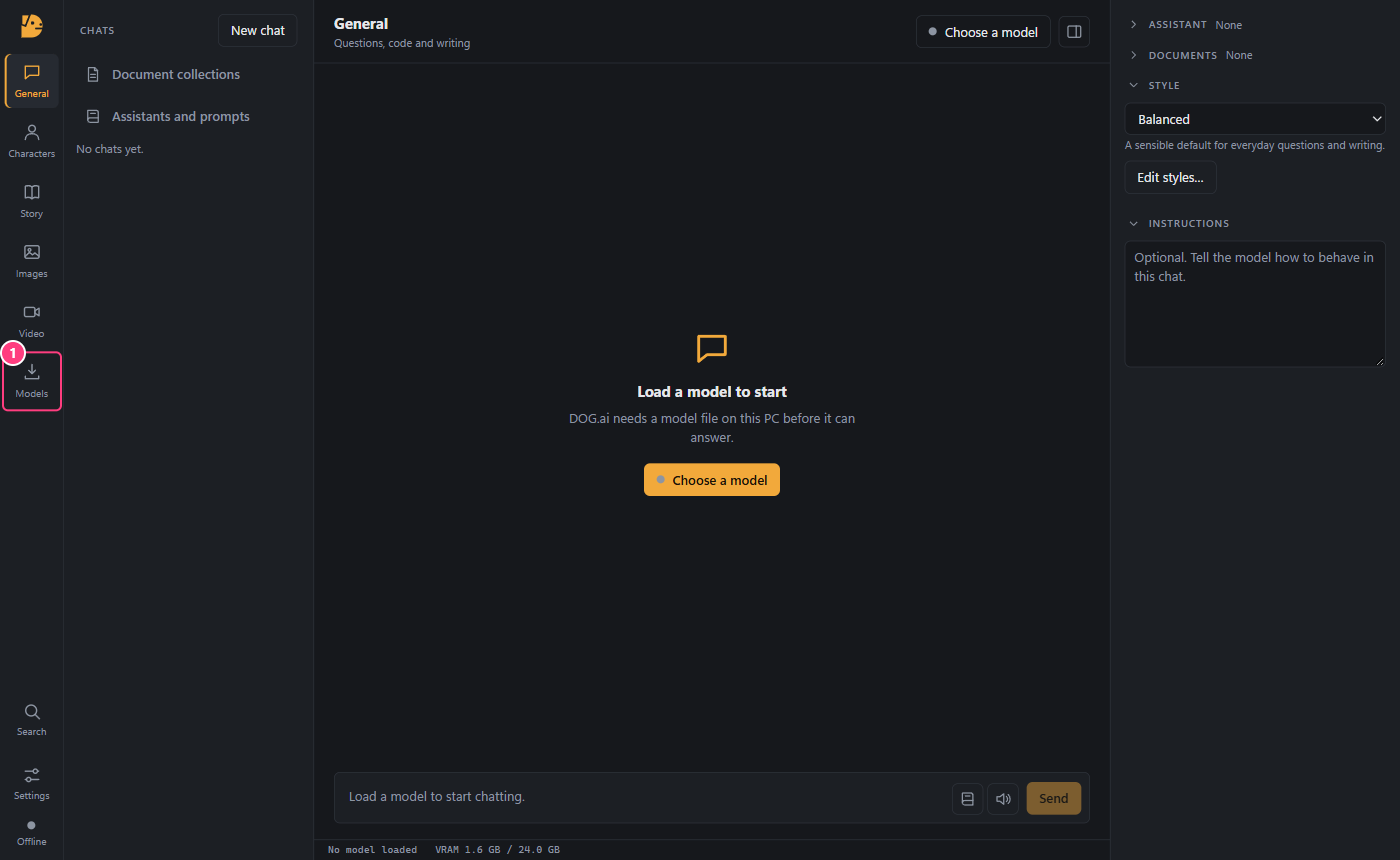 General
Characters
Story
Images
Video
1
Models
Search
Settings
Offline
CHATS
New chat
Document collections
Assistants and prompts
No chats yet.
General
Questions, code and writing
Choose a model
Load a model to start
DOG.ai needs a model file on this PC before it can
answer.
Choose a model
Load a model to start chatting.
Send
No model loaded VRAM 1.6 GB / 24.0 GB
ASSISTANT None
DOCUMENTS None
STYLE
Balanced
A sensible default for everyday questions and writing.
Edit styles...
INSTRUCTIONS
Optional. Tell the model how to behave in
this chat.